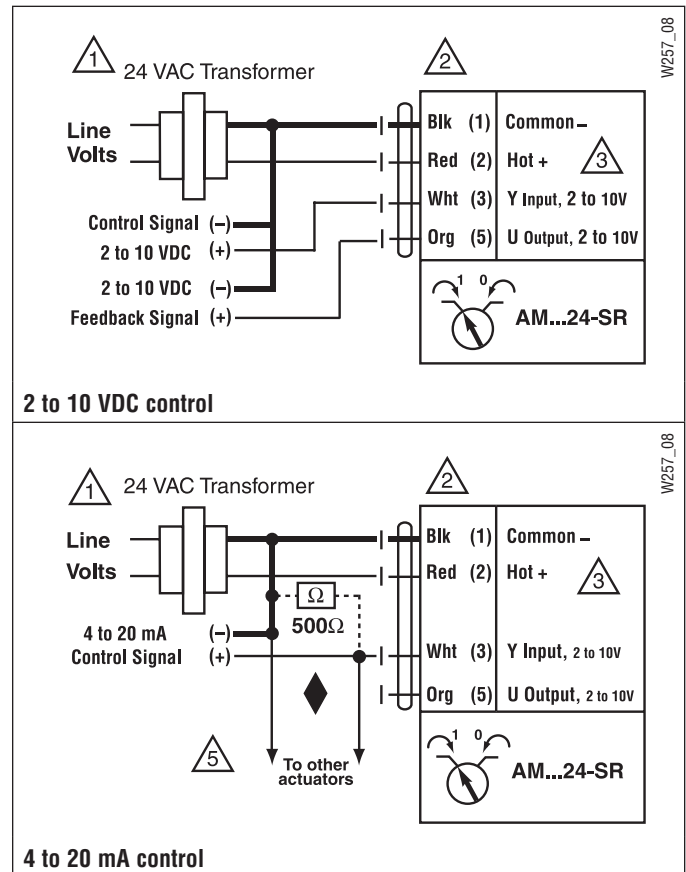 W257_08
1 24 VAC Transformer
2
Line
Volts
Blk (1) Common –
Red (2) Hot + 3
Wht (3) Y Input, 2 to 10V
Org (5) U Output, 2 to 10V
Control Signal (–)
2 to 10 VDC (+)
2 to 10 VDC (–)
Feedback Signal (+)
1 0
AM...24-SR
2 to 10 VDC control
W257_08
1 24 VAC Transformer
2
Line
Volts
Blk (1) Common –
Red (2) Hot + 3
Ω
500Ω
4 to 20 mA (–)
Control Signal (+)
Wht (3) Y Input, 2 to 10V
Org (5) U Output, 2 to 10V
5
To other
actuators
1 0
AM...24-SR
4 to 20 mA control